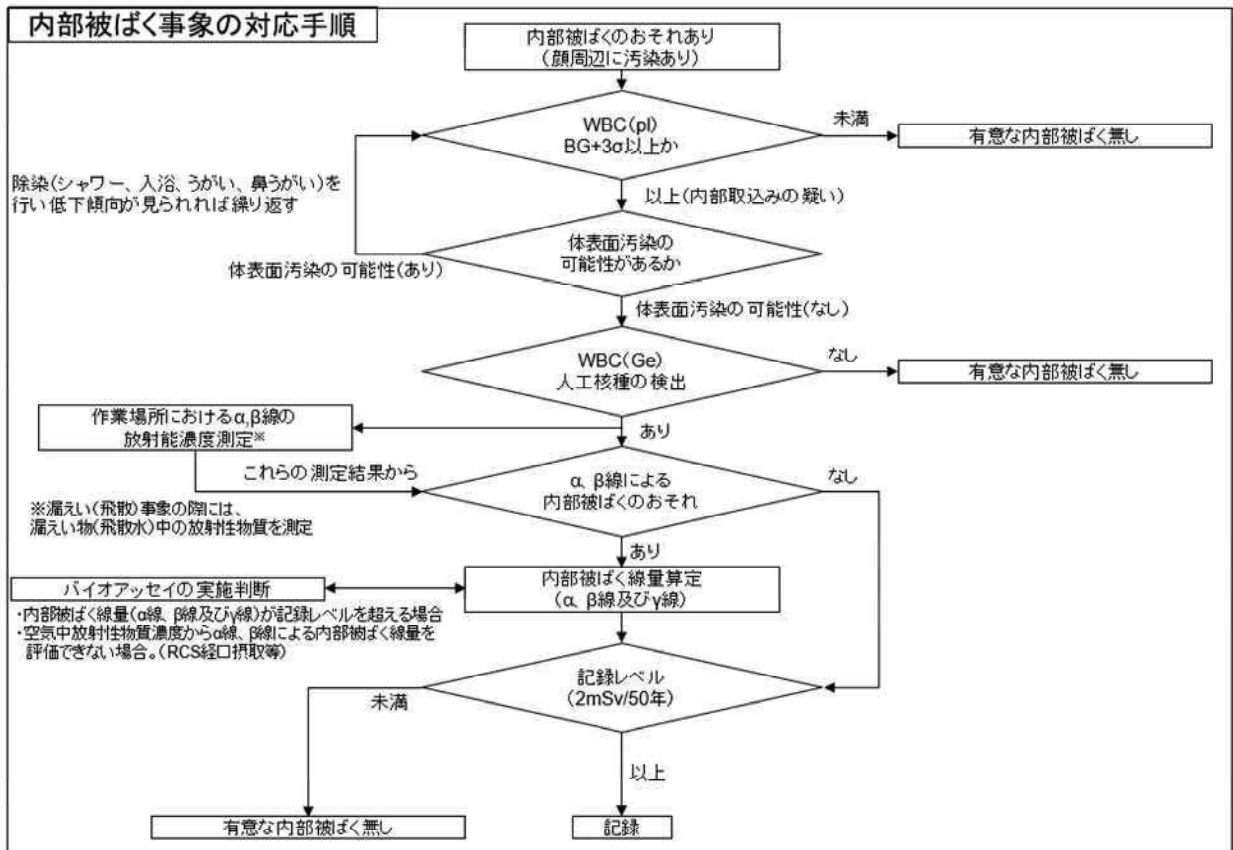 内部被ばく事象の対応手順
内部被ばくのおそれあり
(顔周辺に汚染あり)
WBC(pl)
BG+3σ以上か
未満
有意な内部被ばく無し
除染(シャワー、入浴、うがい、鼻うがい)を
行い低下傾向が見られれば繰り返す
以上(内部取込みの疑い)
体表面汚染の
可能性があるか
体表面汚染の可能性(あり)
体表面汚染の可能性(なし)
WBC(Ge)
人工核種の検出
なし
有意な内部被ばく無し
作業場所におけるα,β線の
放射能濃度測定※
あり
これらの測定結果から
α、β線による
内部被ばくのおそれ
なし
※漏えい(飛散)事象の際には、
漏えい物(飛散水)中の放射性物質を測定
あり
バイオアッセイの実施判断
内部被ばく線量算定
(α、β線及びγ線)
・内部被ばく線量(α線、β線及びγ線)が記録レベルを超える場合
・空気中放射性物質濃度からα線、β線による内部被ばく線量を
評価できない場合。(RCS経口摂取等)
記録レベル
(2mSv/50年)
未満
以上
有意な内部被ばく無し
記録